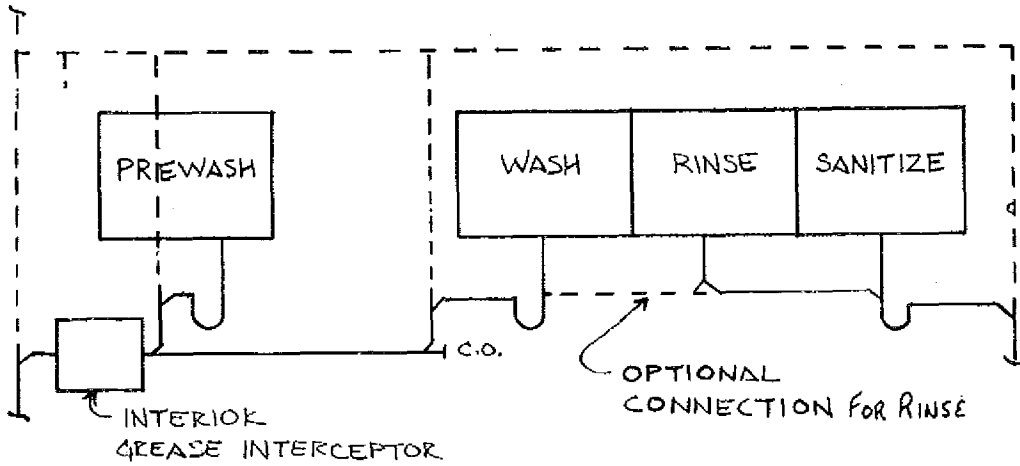 PREWASH
WASH
RINSE
SANITIZE
C.O.
OPTIONAL
CONNECTION FOR RINSE
INTERIOR
GREASE INTERCEPTOR